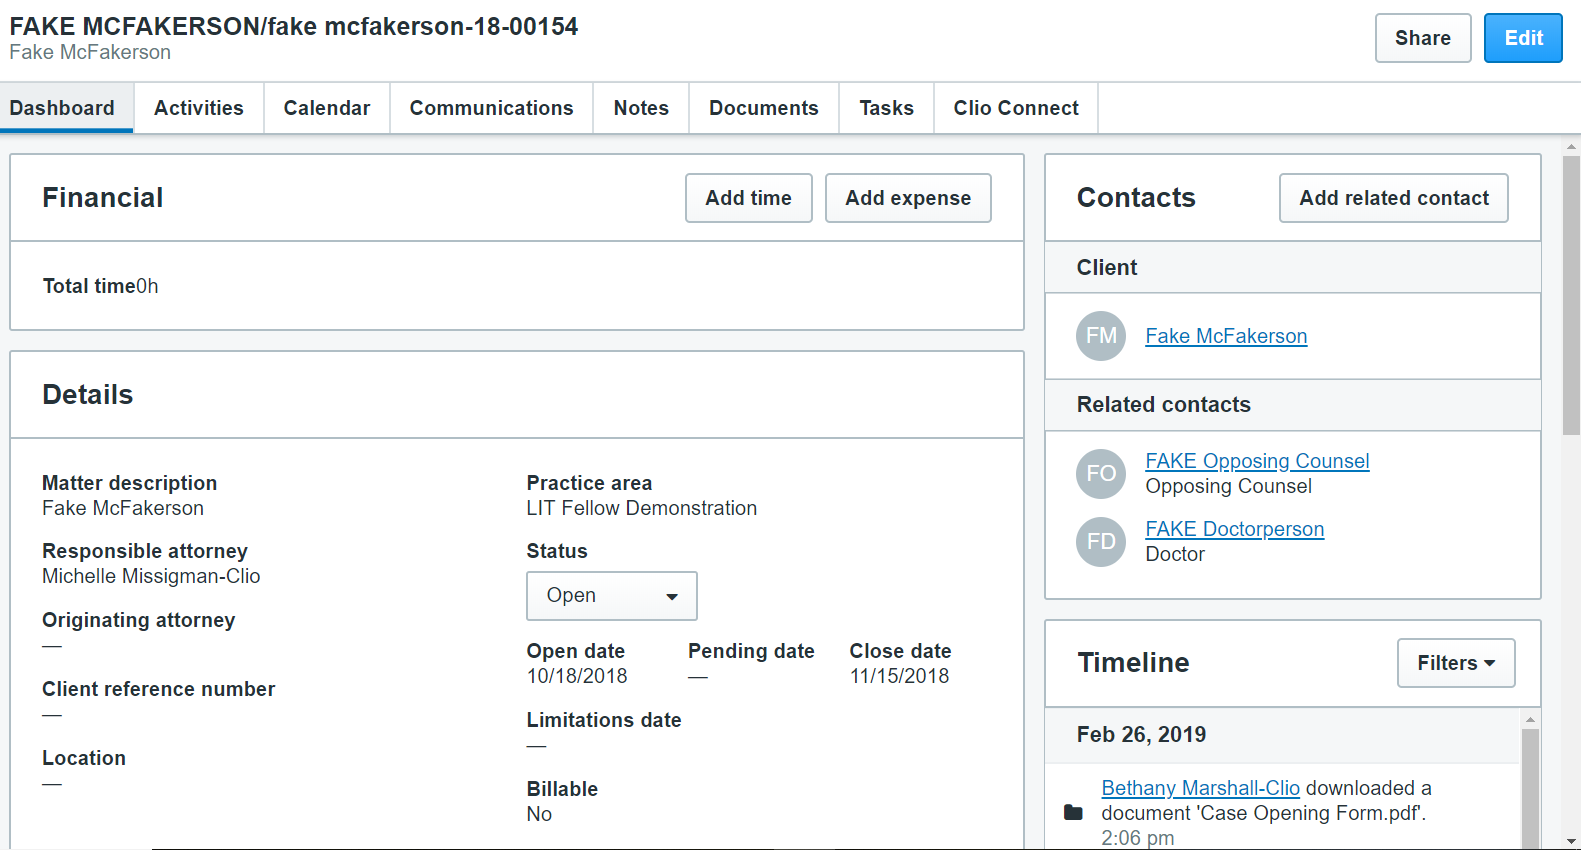 FAKE MCFAKERSON/fake mcfakerson-18-00154
Fake McFakerson
Share
Edit
Dashboard
Activities
Calendar
Communications
Notes
Documents
Tasks
Clio Connect
Financial
Add time
Add expense
Total time0h
Details
Matter description
Fake McFakerson
Responsible attorney
Michelle Missigman-Clio
Originating attorney
—
Client reference number
—
Location
—
Practice area
LIT Fellow Demonstration
Status
Open
Open date
10/18/2018
Pending date
—
Close date
11/15/2018
Limitations date
—
Billable
No
Contacts
Add related contact
Client
FM
Fake McFakerson
Related contacts
FO
FAKE Opposing Counsel
Opposing Counsel
FD
FAKE Doctorperson
Doctor
Timeline
Filters
Feb 26, 2019
Bethany Marshall-Clio downloaded a
document 'Case Opening Form.pdf'.
2:06 pm